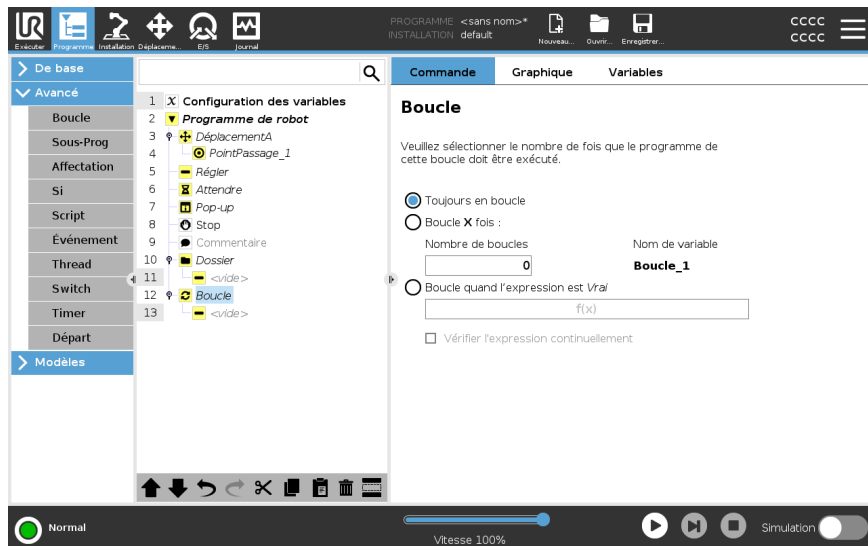 PROGRAMME <sans nom>*
INSTALLATION default
UR
Exécuter
Programme
Installation
Déplaceme...
E/S
Journal
Nouveau...
Ouvrir...
Enregistrer...
CCCC
CCCC
De base
Avancé
Boucle
Sous-Prog
Affectation
Si
Script
Événement
Thread
Switch
Timer
Départ
Modèles
1 X Configuration des variables
2 Programme de robot
3 DéplacementA
4 PointPassage_1
5 Régler
6 Attendre
7 Pop-up
8 Stop
9 Commentaire
10 Dossier
11 <vide>
12 Boucle
13 <vide>
Commande Graphique Variables
Boucle
Veuillez sélectionner le nombre de fois que le programme de
cette boucle doit être exécuté.
Toujours en boucle
Boucle X fois :
Nombre de boucles Nom de variable
0 Boucle_1
Boucle quand l'expression est Vrai
f(x)
Vérifier l'expression continuellement
Normal
Vitesse 100%
Simulation